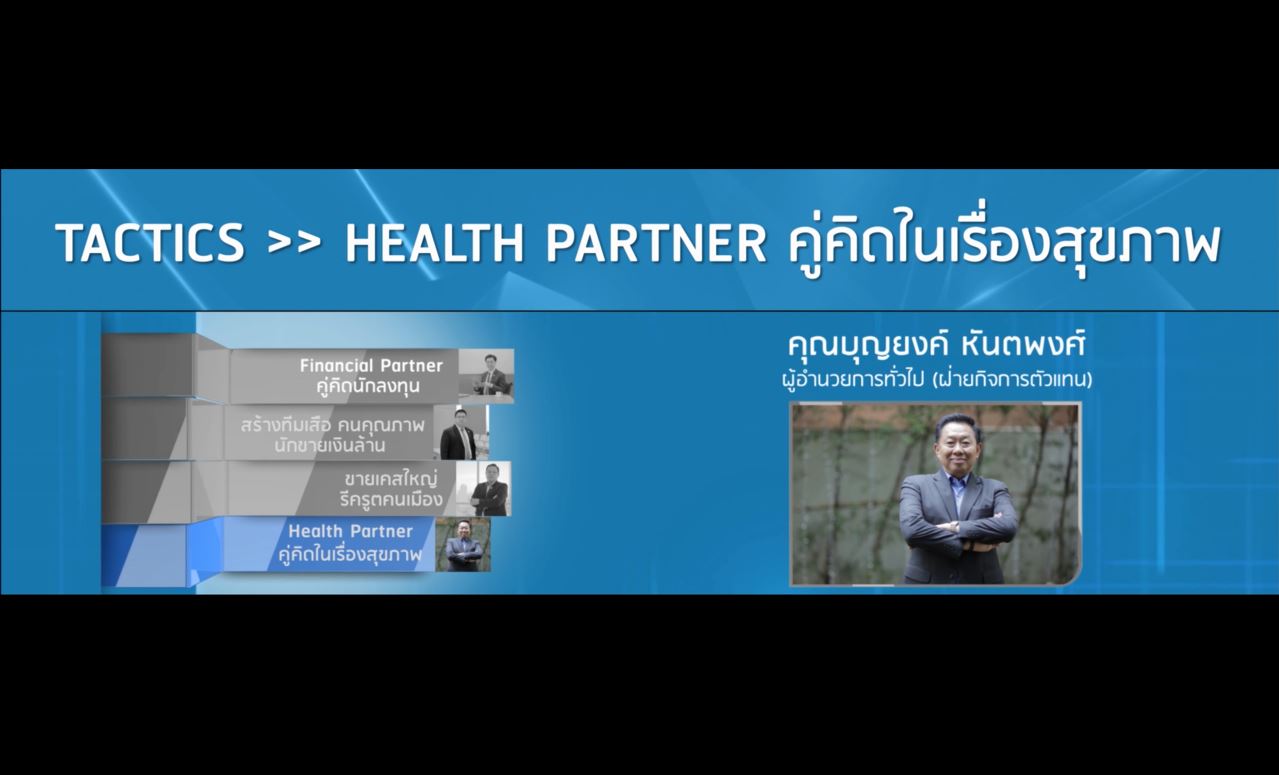 TACTICS >> HEALTH PARTNER คู่คิดในเรื่องสุขภาพ
Financial Partner
คู่คิดนักลงทุน
สร้างทีมเสือ คนคุณภาพ
นักขายเงินล้าน
ขายเคสใหญ่
รีครูตคนเมือง
Health Partner
คู่คิดในเรื่องสุขภาพ
คุณบุญยงค์ หันตพงศ์
ผู้อำนวยการทั่วไป (ฝ่ายกิจการตัวแทน)